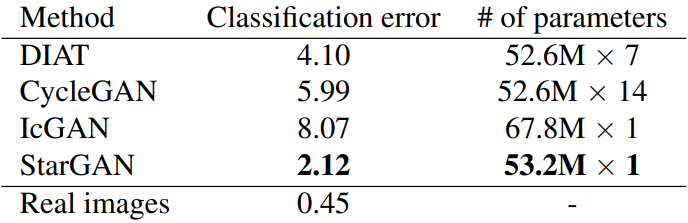 Method Classification error # of parameters
DIAT 4.10 52.6M × 7
CycleGAN 5.99 52.6M × 14
IcGAN 8.07 67.8M × 1
StarGAN 2.12 53.2M × 1
Real images 0.45 -